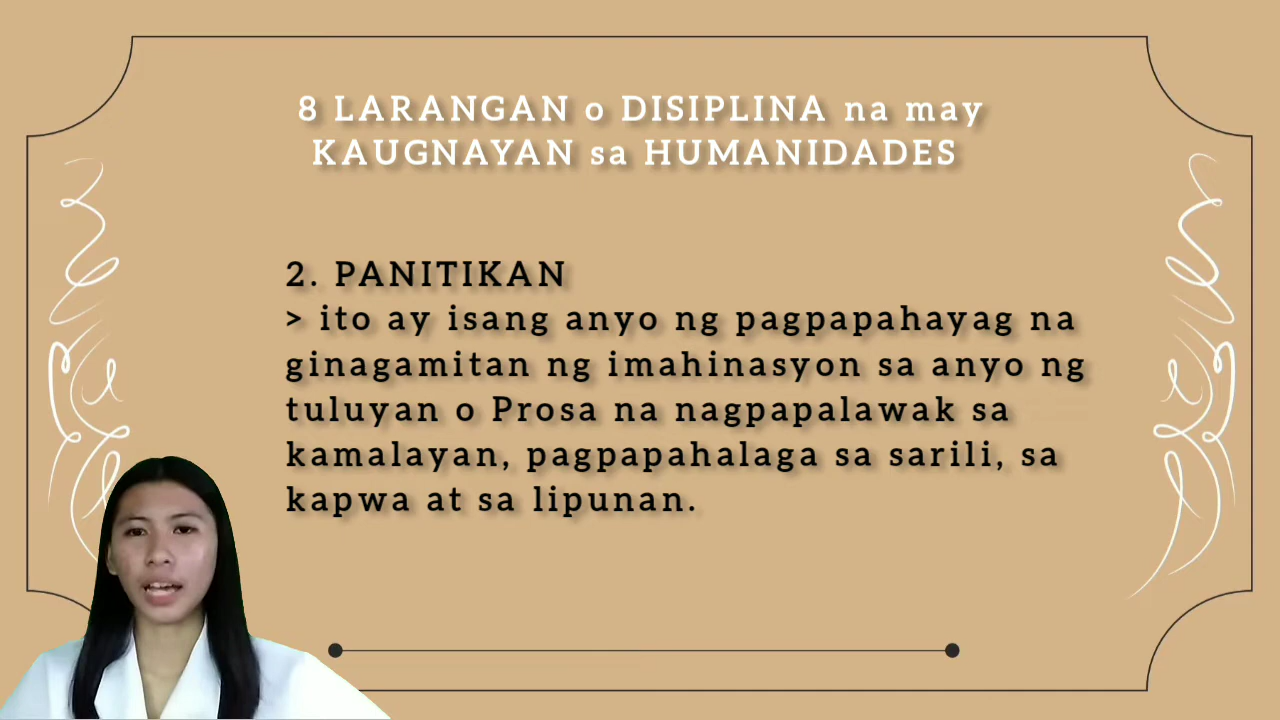 8 LARANGAN o DISIPLINA na may
KAUGNAYAN sa HUMANIDADES
2. PANITIKAN
> ito ay isang anyo ng pagpapahayag na
ginagamitan ng imahinasyon sa anyo ng
tuluyan o Prosa na nagpapalawak sa
kamalayan, pagpapahalaga sa sarili, sa
kapwa at sa lipunan.